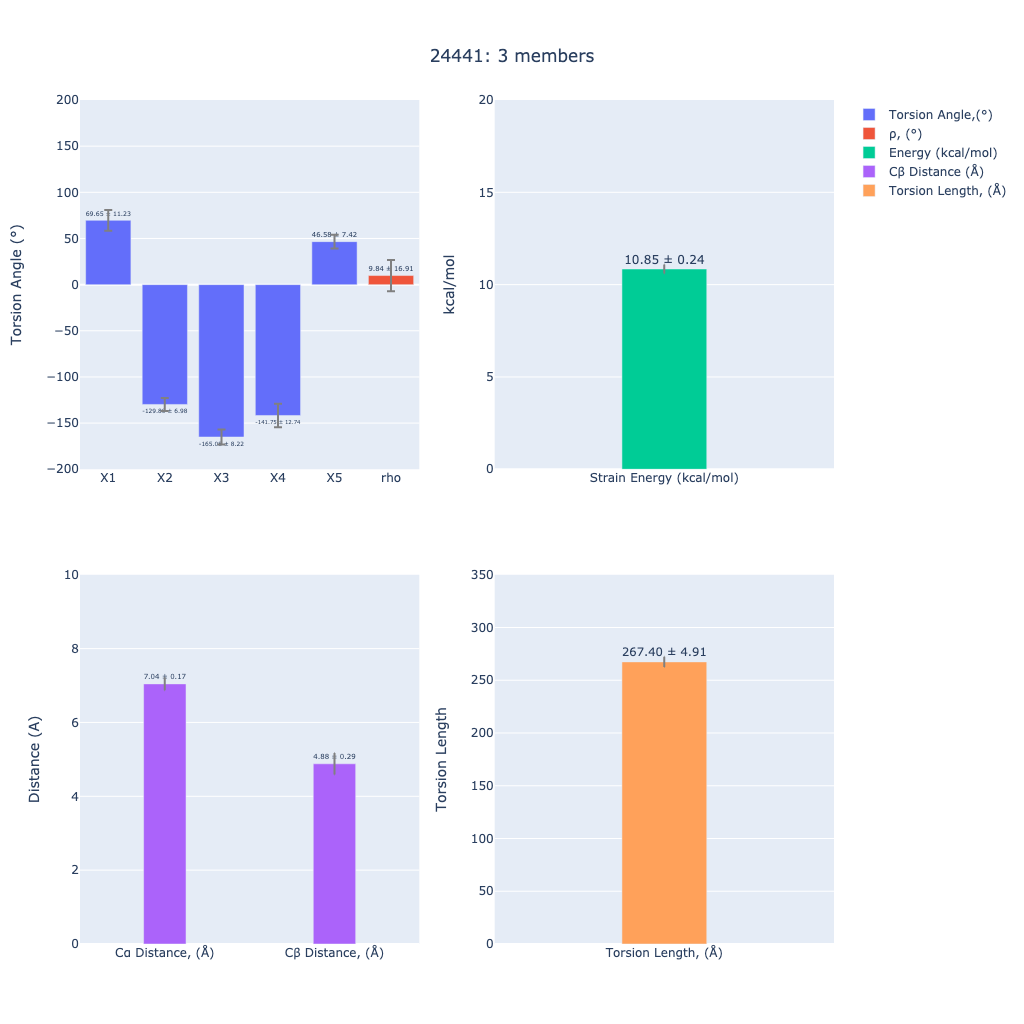 24441: 3 members
200
150
100
50
0
−50
−100
−150
−200
Torsion Angle (°)
69.65 ± 11.23
6.98
8.22
-141.75 ± 12.74
46.58 ± 7.42
9.84 ± 16.91
X1
X2
X3
X4
X5
rho
20
15
10
5
0
kcal/mol
10.85 ± 0.24
Strain Energy (kcal/mol)
Torsion Angle,(°)
ρ, (°)
Energy (kcal/mol)
Cβ Distance (Å)
Torsion Length, (Å)
10
8
6
4
2
0
Distance (A)
7.04 ± 0.17
4.88 ± 0.29
Cα Distance, (Å)
Cβ Distance, (Å)
350
300
250
200
150
100
50
0
Torsion Length
267.40 ± 4.91
Torsion Length, (Å)